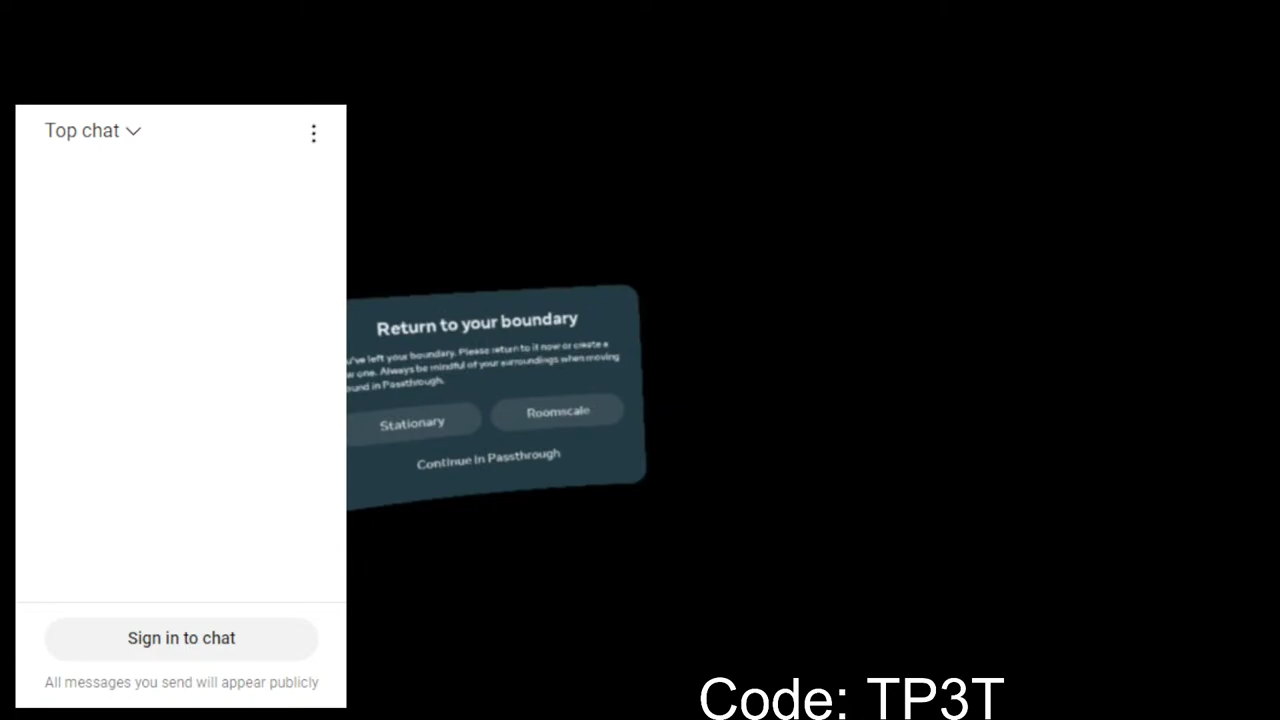 Top chat
Return to your boundary
've left your boundary. Please return to it now or create a
one. Always be mindful of your surroundings when moving
in Passthrough.
Stationary
Roomscale
Continue in Passthrough
Sign in to chat
All messages you send will appear publicly
Code: TP3T